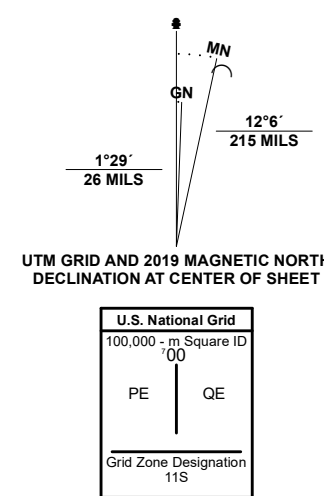 MN
GN
12°6´
215 MILS
1°29´
26 MILS
UTM GRID AND 2019 MAGNETIC NORTH
DECLINATION AT CENTER OF SHEET
U.S. National Grid
100,000 - m Square ID
⁷00
PE QE
Grid Zone Designation
11S